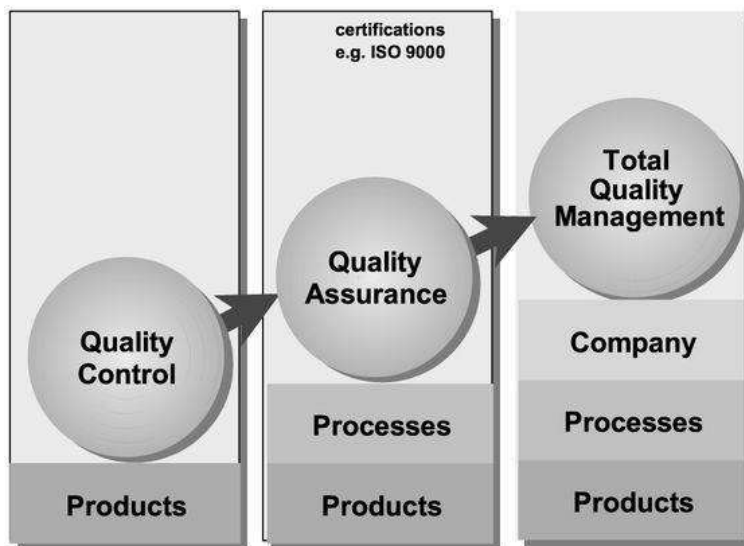 certifications
e.g. ISO 9000
Quality
Control
Products
Quality
Assurance
Processes
Products
Total
Quality
Management
Company
Processes
Products